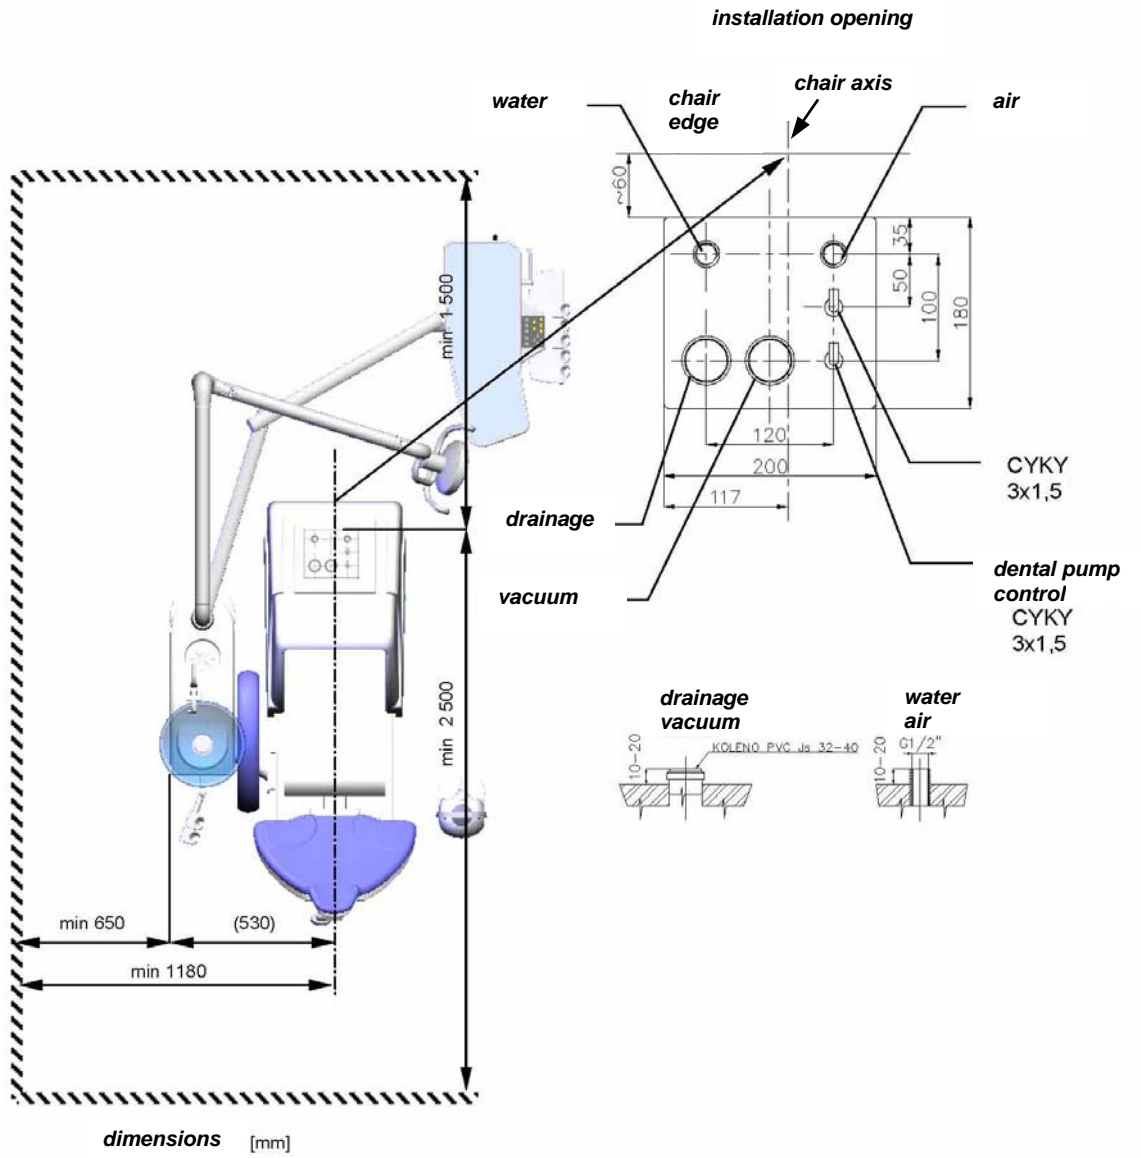 installation opening
chair axis
water
chair
edge
air
~60
35
50
100
180
min 1 500
120
200
117
CYKY
3x1,5
drainage
vacuum
dental pump
control
CYKY
3x1,5
min 2 500
drainage
vacuum
water
air
10-20
KOLENO PVC Js 32-40
10-20
G1/2"
min 650
(530)
min 1180
dimensions [mm]